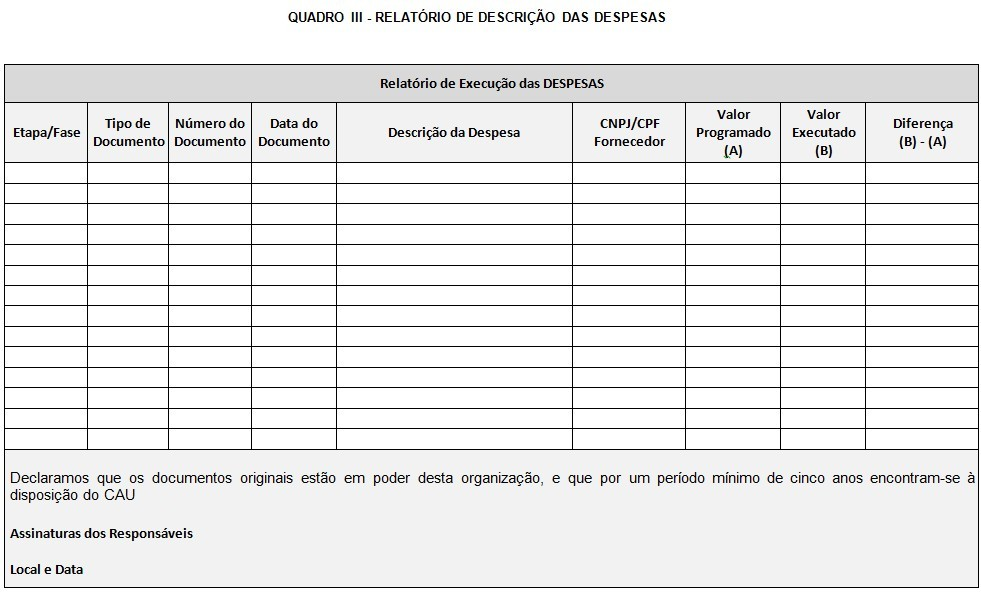 QUADRO III - RELATÓRIO DE DESCRIÇÃO DAS DESPESAS
Relatório de Execução das DESPESAS
Etapa/Fase
Tipo de
Documento
Número do
Documento
Data do
Documento
Descrição da Despesa
CNPJ/CPF
Fornecedor
Valor
Programado
(A)
Valor
Executado
(B)
Diferença
(B) - (A)
Declaramos que os documentos originais estão em poder desta organização, e que por um período mínimo de cinco anos encontram-se à
disposição do CAU
Assinaturas dos Responsáveis
Local e Data